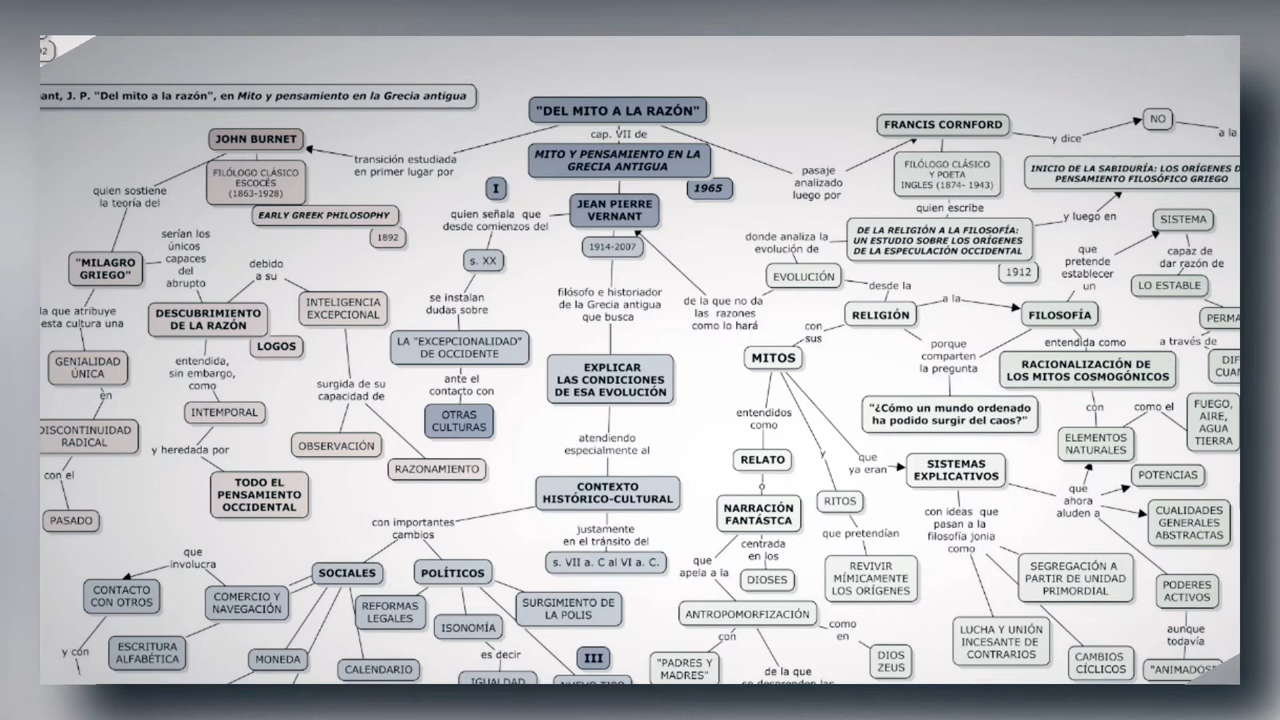 ant, J. P. "Del mito a la razón", en Mito y pensamiento en la Grecia antigua
"DEL MITO A LA RAZÓN"
cap. VII de
MITO Y PENSAMIENTO EN LA
GRECIA ANTIGUA
1965
JEAN PIERRE
VERNANT
1914-2007
filósofo e historiador
de la Grecia antigua
que busca
EXPLICAR
LAS CONDICIONES
DE ESA EVOLUCIÓN
atendiendo
especialmente al
CONTEXTO
HISTÓRICO-CULTURAL
justamente
en el tránsito del
s. VII a. C al VI a. C.
transición estudiada
en primer lugar por
JOHN BURNET
FILÓLOGO CLÁSICO
ESCOCÉS
(1863-1928)
EARLY GREEK PHILOSOPHY
1892
quien sostiene
la teoría del
"MILAGRO
GRIEGO"
serían los
únicos
capaces
del
abrupto
la que atribuye
esta cultura una
GENIALIDAD
ÚNICA
en
DISCONTINUIDAD
RADICAL
con el
PASADO
DESCUBRIMIENTO
DE LA RAZÓN
LOGOS
debido
a su
INTELIGENCIA
EXCEPCIONAL
surgida de su
capacidad de
OBSERVACIÓN
RAZONAMIENTO
entendida,
sin embargo,
como
INTEMPORAL
y heredada por
TODO EL
PENSAMIENTO
OCCIDENTAL
I
quien señala que
desde comienzos del
s. XX
se instalan
dudas sobre
LA "EXCEPCIONALIDAD"
DE OCCIDENTE
ante el
contacto con
OTRAS
CULTURAS
con importantes
cambios
SOCIALES
POLÍTICOS
que
involucra
CONTACTO
CON OTROS
COMERCIO Y
NAVEGACIÓN
y con
ESCRITURA
ALFABÉTICA
MONEDA
CALENDARIO
REFORMAS
LEGALES
ISONOMÍA
es decir
IGUALDAD
SURGIMIENTO DE
LA POLIS
III
NUEVO TIPO
pasaje
analizado
luego por
FRANCIS CORNFORD
FILÓLOGO CLÁSICO
Y POETA
INGLES (1874- 1943)
y dice
NO
a la
quien escribe
DE LA RELIGIÓN A LA FILOSOFÍA:
UN ESTUDIO SOBRE LOS ORÍGENES
DE LA ESPECULACIÓN OCCIDENTAL
1912
y luego en
INICIO DE LA SABIDURÍA: LOS ORÍGENES D
PENSAMIENTO FILOSÓFICO GRIEGO
donde analiza la
evolución de
EVOLUCIÓN
de la que no da
las razones
como lo hará
desde la
RELIGIÓN
a la
FILOSOFÍA
que
pretende
establecer
un
SISTEMA
capaz de
dar razón de
LO ESTABLE
PERMA
a través de
DIF
CUAN
porque
comparten
la pregunta
"¿Cómo un mundo ordenado
ha podido surgir del caos?"
entendida como
RACIONALIZACIÓN DE
LOS MITOS COSMOGÓNICOS
con
ELEMENTOS
NATURALES
como el
FUEGO,
AIRE,
AGUA
TIERRA
con
sus
MITOS
entendidos
como
RELATO
o
NARRACIÓN
FANTÁSTCA
centrada
en los
DIOSES
que
apela a la
ANTROPOMORFIZACIÓN
con
"PADRES Y
MADRES"
de la que
se desprenden las
como
en
DIOS
ZEUS
y
RITOS
que pretendían
REVIVIR
MÍMICAMENTE
LOS ORÍGENES
que
ya eran
SISTEMAS
EXPLICATIVOS
con ideas que
pasan a la
filosofía jonia
como
SEGREGACIÓN A
PARTIR DE UNIDAD
PRIMORDIAL
LUCHA Y UNIÓN
INCESANTE DE
CONTRARIOS
CAMBIOS
CÍCLICOS
que
ahora
aluden a
POTENCIAS
CUALIDADES
GENERALES
ABSTRACTAS
PODERES
ACTIVOS
aunque
todavía
"ANIMADOS"